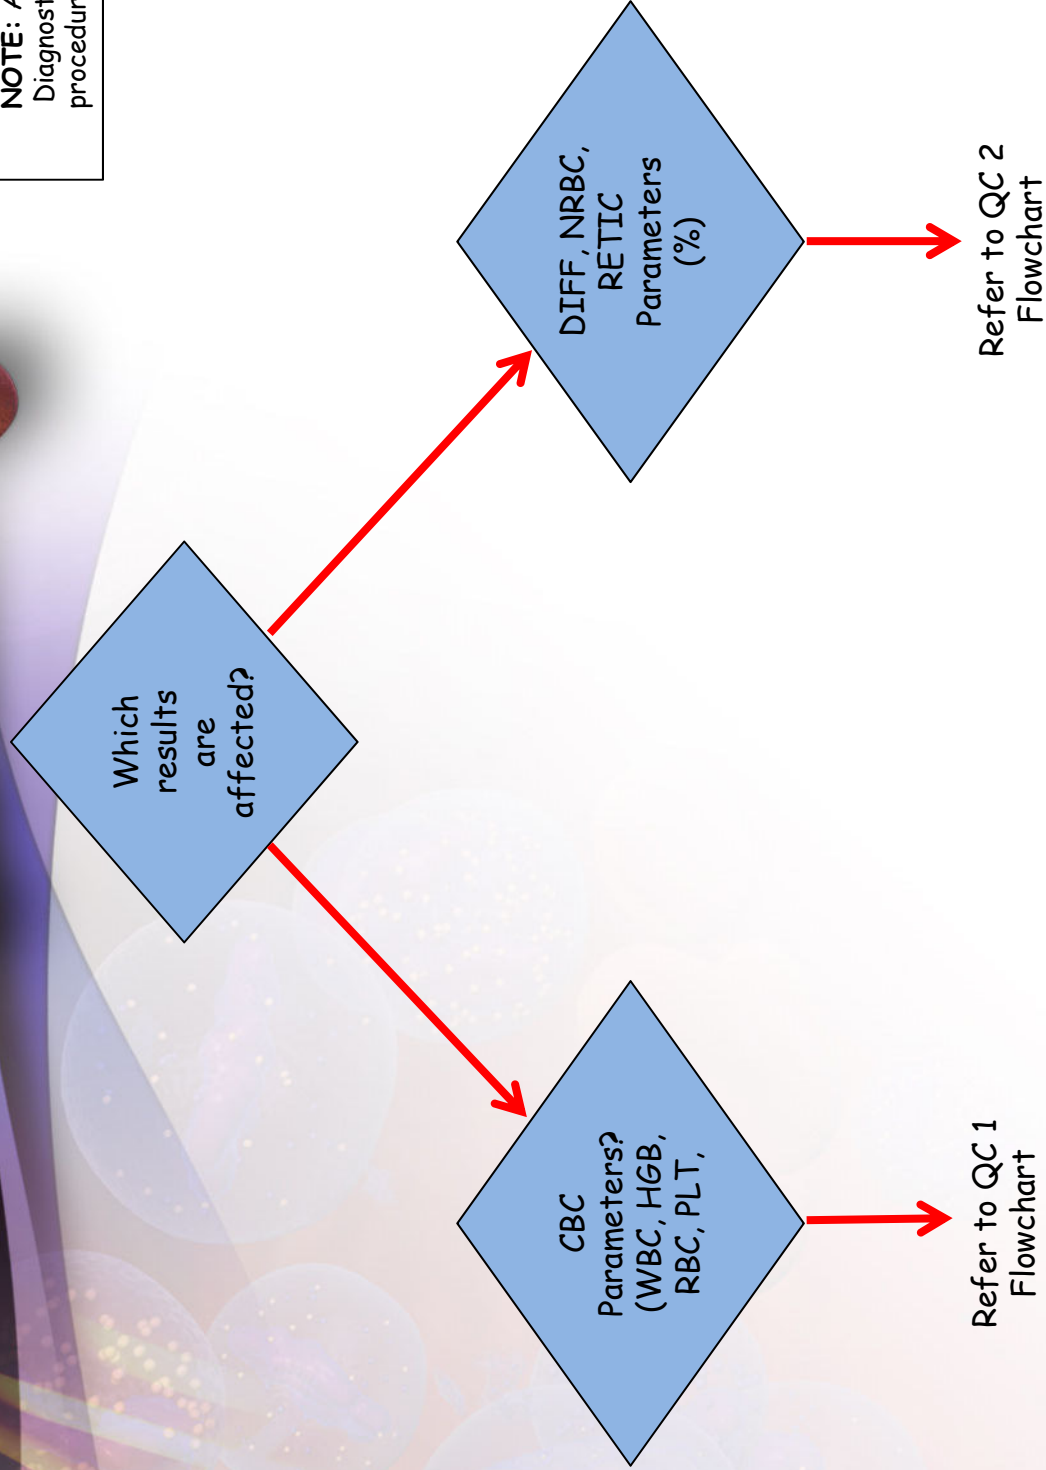 NOTE:
Diagnost
procedur
Which
results
are
affected?
CBC
Parameters?
(WBC, HGB,
RBC, PLT,
Refer to QC 1
Flowchart
DIFF, NRBC,
RETIC
Parameters
(%)
Refer to QC 2
Flowchart